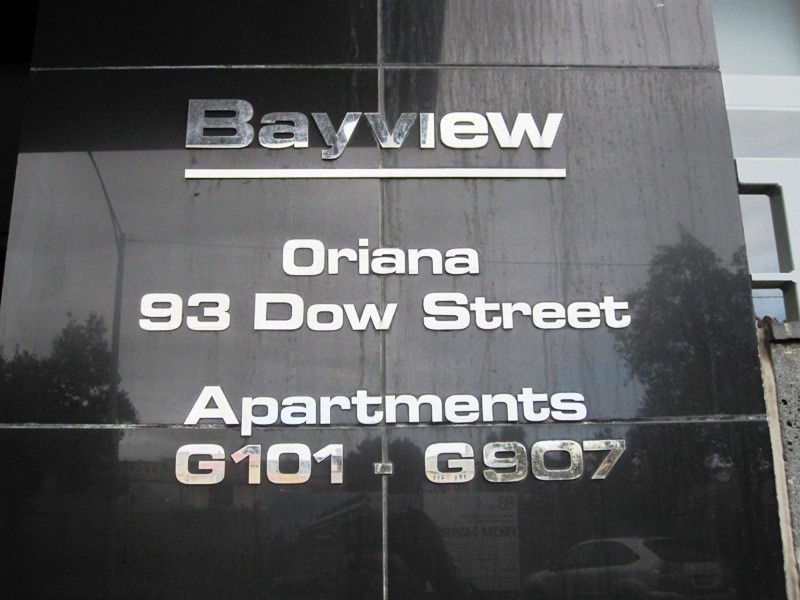 Bayview
Oriana
93 Dow Street
Apartments
G101 - G907